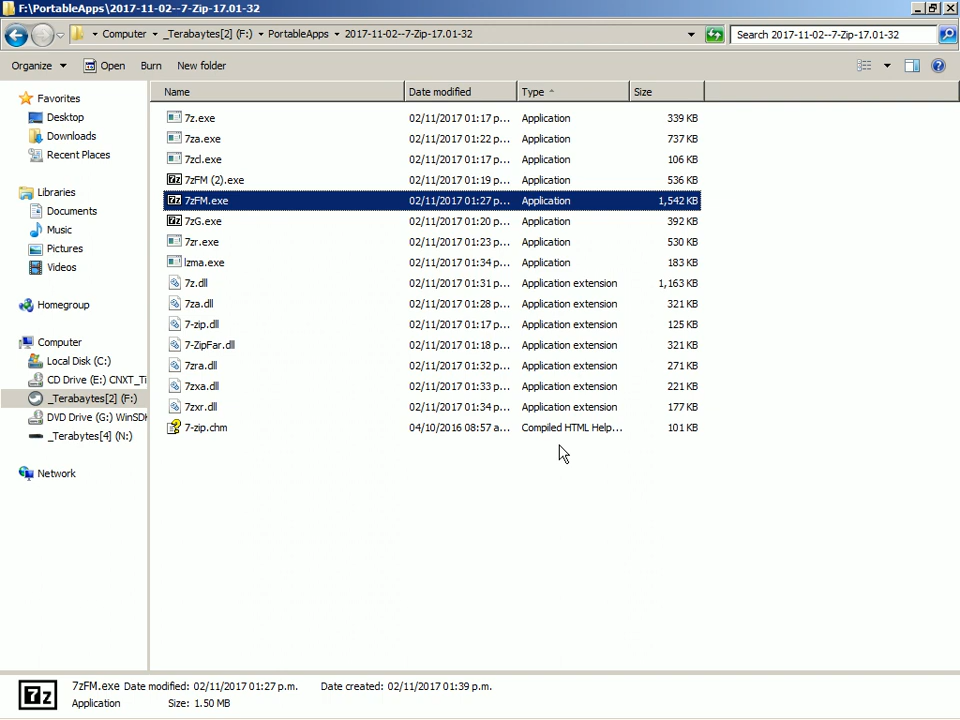 F:\PortableApps\2017-11-02--7-Zip-17.01-32
Computer _Terabaytes[2] (F:) PortableApps 2017-11-02--7-Zip-17.01-32 Search 2017-11-02--7-Zip-17.01-32
Organize Open Burn New folder
Name Date modified Type Size
Favorites
Desktop
Downloads
Recent Places
Libraries
Documents
Music
Pictures
Videos
Homegroup
Computer
Local Disk (C:)
CD Drive (E:) CNXT_Ti
_Terabaytes[2] (F:)
DVD Drive (G:) WinSDK
_Terabytes[4] (N:)
Network
7z.exe 02/11/2017 01:17 p... Application 339 KB
7za.exe 02/11/2017 01:22 p... Application 737 KB
7zcl.exe 02/11/2017 01:17 p... Application 106 KB
7zFM (2).exe 02/11/2017 01:19 p... Application 536 KB
7zFM.exe 02/11/2017 01:27 p... Application 1,542 KB
7zG.exe 02/11/2017 01:20 p... Application 392 KB
7zr.exe 02/11/2017 01:23 p... Application 530 KB
lzma.exe 02/11/2017 01:34 p... Application 183 KB
7z.dll 02/11/2017 01:31 p... Application extension 1,163 KB
7za.dll 02/11/2017 01:28 p... Application extension 321 KB
7-zip.dll 02/11/2017 01:17 p... Application extension 125 KB
7-ZipFar.dll 02/11/2017 01:18 p... Application extension 321 KB
7zra.dll 02/11/2017 01:32 p... Application extension 271 KB
7zxa.dll 02/11/2017 01:33 p... Application extension 221 KB
7zxr.dll 02/11/2017 01:34 p... Application extension 177 KB
7-zip.chm 04/10/2016 08:57 a... Compiled HTML Help... 101 KB
7z
7zFM.exe Date modified: 02/11/2017 01:27 p.m. Date created: 02/11/2017 01:39 p.m.
Application Size: 1.50 MB